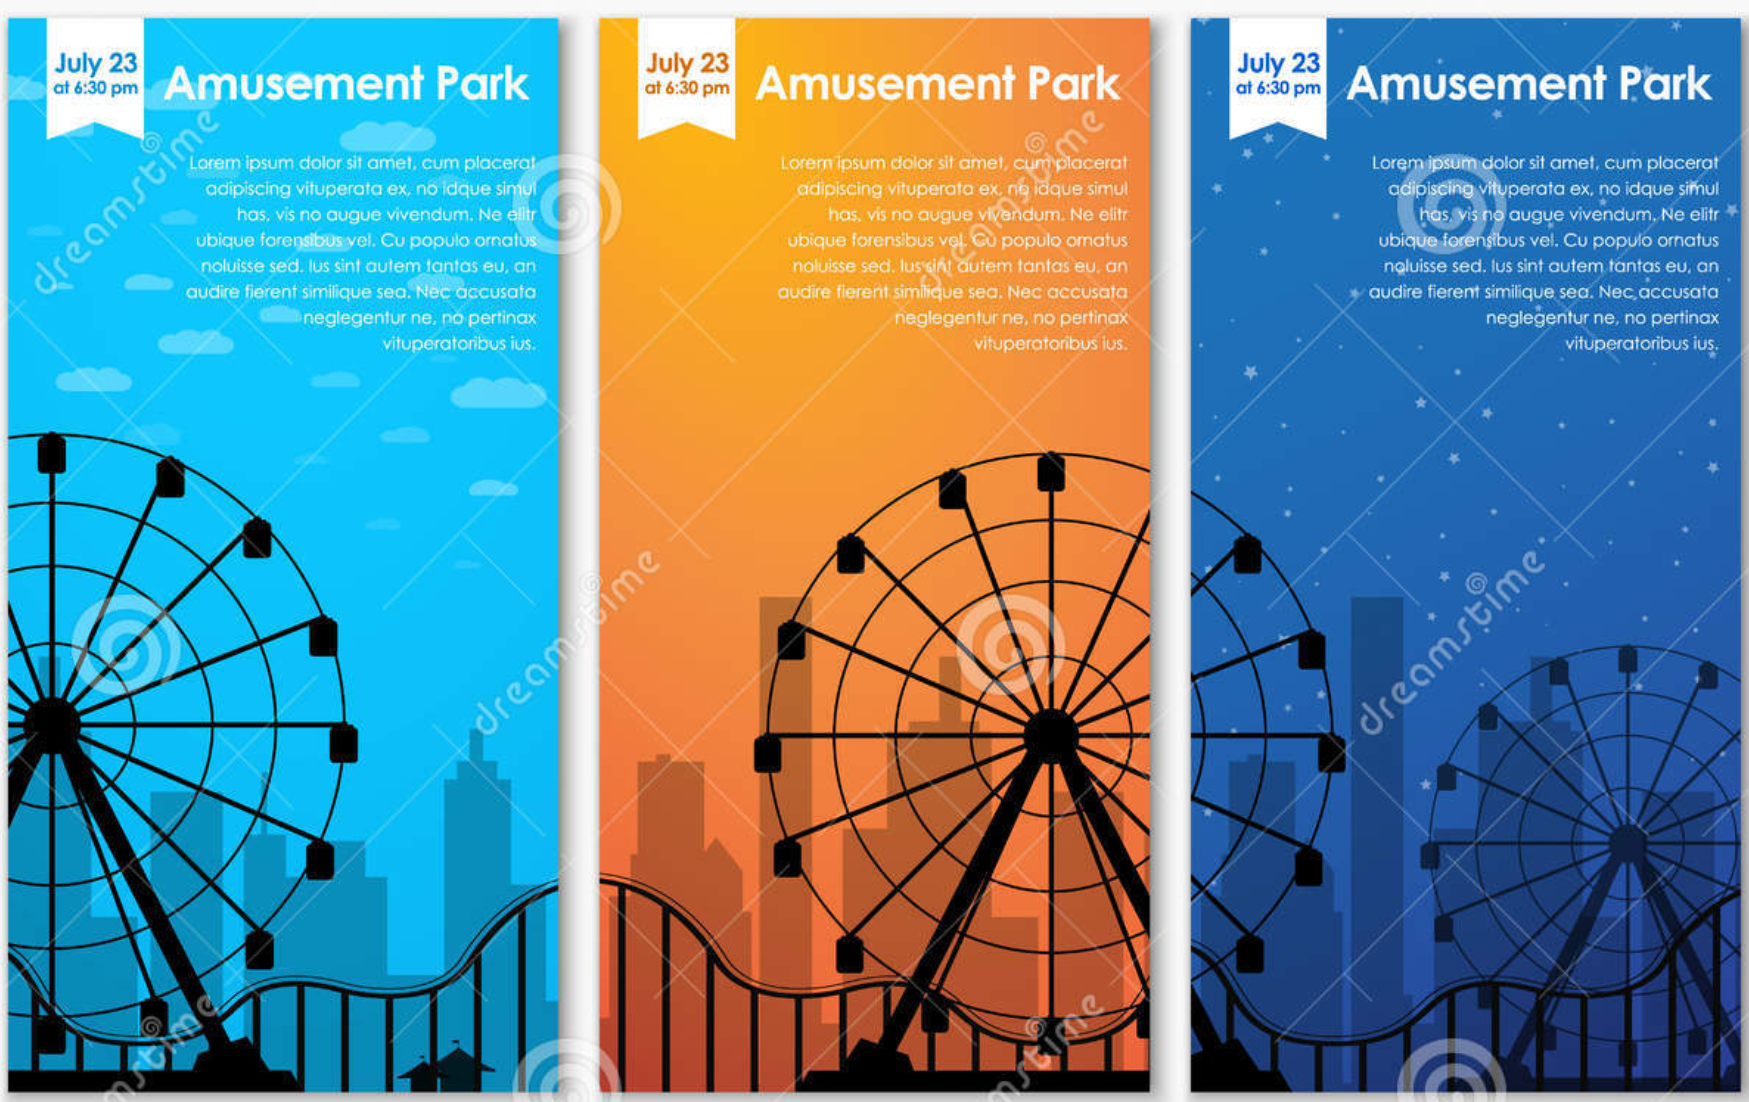 July 23
at 6:30 pm
Amusement Park
Lorem ipsum dolor sit amet, cum placerat
adipiscing vituperata ex, no idque simul
has, vis no augue vivendum. Ne elitr
ubique forensibus vel. Cu populo ornatus
noluisse sed. Ius sint autem tantas eu, an
audire fierent similique sea. Nec accusata
neglegentur ne, no pertinax
vituperatoribus ius.
July 23
at 6:30 pm
Amusement Park
Lorem ipsum dolor sit amet, cum placerat
adipiscing vituperata ex, no idque simul
has, vis no augue vivendum. Ne elitr
ubique forensibus vel. Cu populo ornatus
noluisse sed. Ius sint autem tantas eu, an
audire fierent similique sea. Nec accusata
neglegentur ne, no pertinax
vituperatoribus ius.
July 23
at 6:30 pm
Amusement Park
Lorem ipsum dolor sit amet, cum placerat
adipiscing vituperata ex, no idque simul
has, vis no augue vivendum. Ne elitr
ubique forensibus vel. Cu populo ornatus
noluisse sed. Ius sint autem tantas eu, an
audire fierent similique sea. Nec accusata
neglegentur ne, no pertinax
vituperatoribus ius.
dreamstime
dreamstime
dreamstime
dreamstime